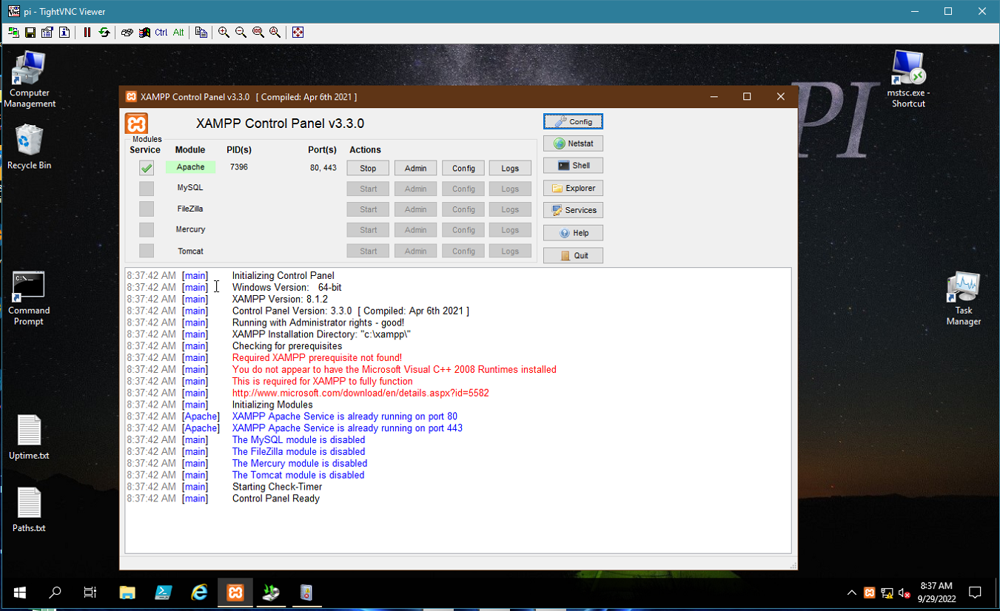 pi - TightVNC Viewer
Ctrl Alt
Computer
Management
Recycle Bin
Command
Prompt
Uptime.txt
Paths.txt
mstsc.exe -
Shortcut
Task
Manager
PI
XAMPP Control Panel v3.3.0 [ Compiled: Apr 6th 2021 ]
XAMPP Control Panel v3.3.0
Modules
Service Module PID(s) Port(s) Actions
Apache 7396 80, 443 Stop Admin Config Logs
MySQL Start Admin Config Logs
FileZilla Start Admin Config Logs
Mercury Start Admin Config Logs
Tomcat Start Admin Config Logs
Config
Netstat
Shell
Explorer
Services
Help
Quit
8:37:42 AM [main] Initializing Control Panel
8:37:42 AM [main] Windows Version: 64-bit
8:37:42 AM [main] XAMPP Version: 8.1.2
8:37:42 AM [main] Control Panel Version: 3.3.0 [ Compiled: Apr 6th 2021 ]
8:37:42 AM [main] Running with Administrator rights - good!
8:37:42 AM [main] XAMPP Installation Directory: "c:\xampp\"
8:37:42 AM [main] Checking for prerequisites
8:37:42 AM [main] Required XAMPP prerequisite not found!
8:37:42 AM [main] You do not appear to have the Microsoft Visual C++ 2008 Runtimes installed
8:37:42 AM [main] This is required for XAMPP to fully function
8:37:42 AM [main] http://www.microsoft.com/download/en/details.aspx?id=5582
8:37:42 AM [main] Initializing Modules
8:37:42 AM [Apache] XAMPP Apache Service is already running on port 80
8:37:42 AM [Apache] XAMPP Apache Service is already running on port 443
8:37:42 AM [main] The MySQL module is disabled
8:37:42 AM [main] The FileZilla module is disabled
8:37:42 AM [main] The Mercury module is disabled
8:37:42 AM [main] The Tomcat module is disabled
8:37:42 AM [main] Starting Check-Timer
8:37:42 AM [main] Control Panel Ready
8:37 AM
9/29/2022